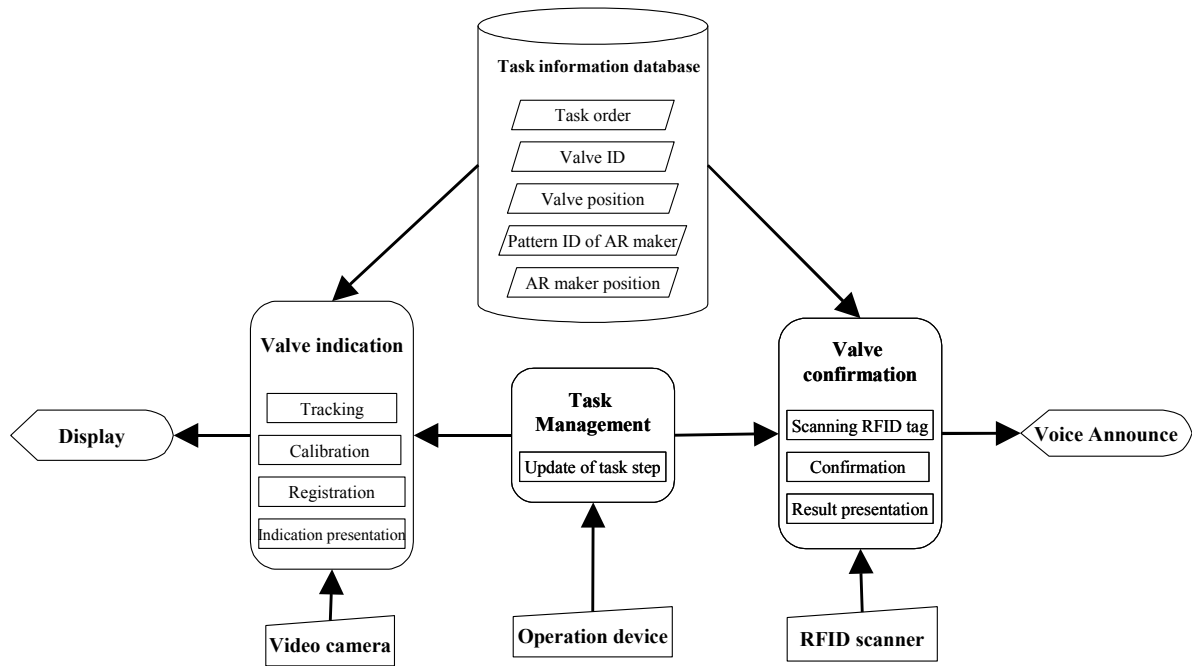 Task information database
Task order
Valve ID
Valve position
Pattern ID of AR maker
AR maker position
Valve indication
Tracking
Calibration
Registration
Indication presentation
Task
Management
Update of task step
Valve
confirmation
Scanning RFID tag
Confirmation
Result presentation
Display
Voice Announce
Video camera
Operation device
RFID scanner